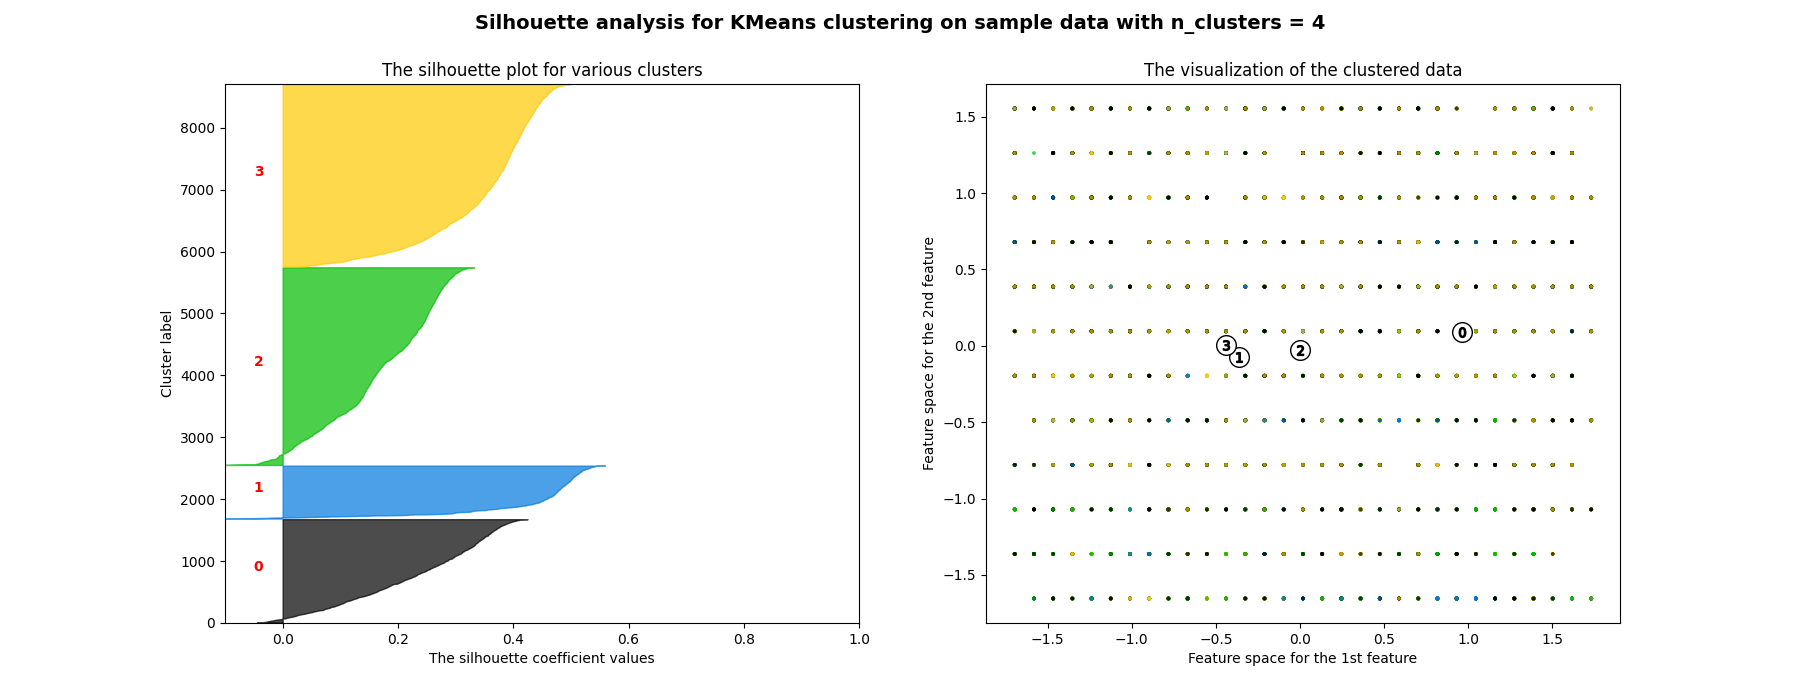 Silhouette analysis for KMeans clustering on sample data with n_clusters = 4
The silhouette plot for various clusters
8000
7000
6000
5000
4000
3000
2000
1000
0
Cluster label
3
2
1
0
0.0 0.2 0.4 0.6 0.8 1.0
The silhouette coefficient values
The visualization of the clustered data
1.5
1.0
0.5
0.0
−0.5
−1.0
−1.5
Feature space for the 2nd feature
0
3
1
2
−1.5 −1.0 −0.5 0.0 0.5 1.0 1.5
Feature space for the 1st feature